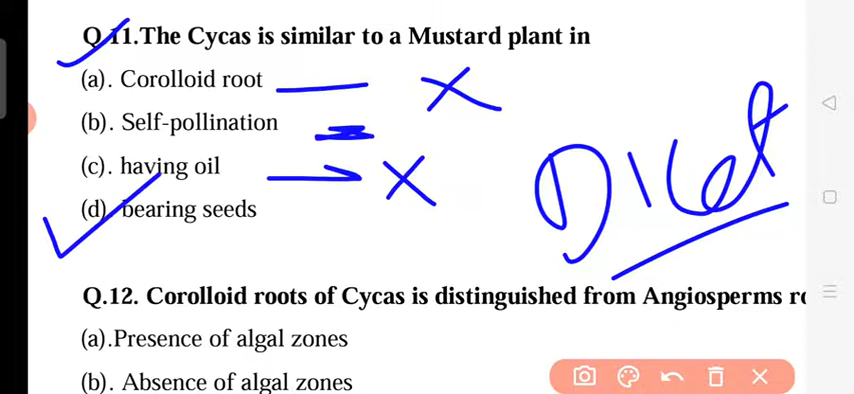 Q.11.The Cycas is similar to a Mustard plant in
(a). Corolloid root
(b). Self-pollination
(c). having oil
(d). bearing seeds
Q.12. Corolloid roots of Cycas is distinguished from Angiosperms ro
(a).Presence of algal zones
(b). Absence of algal zones